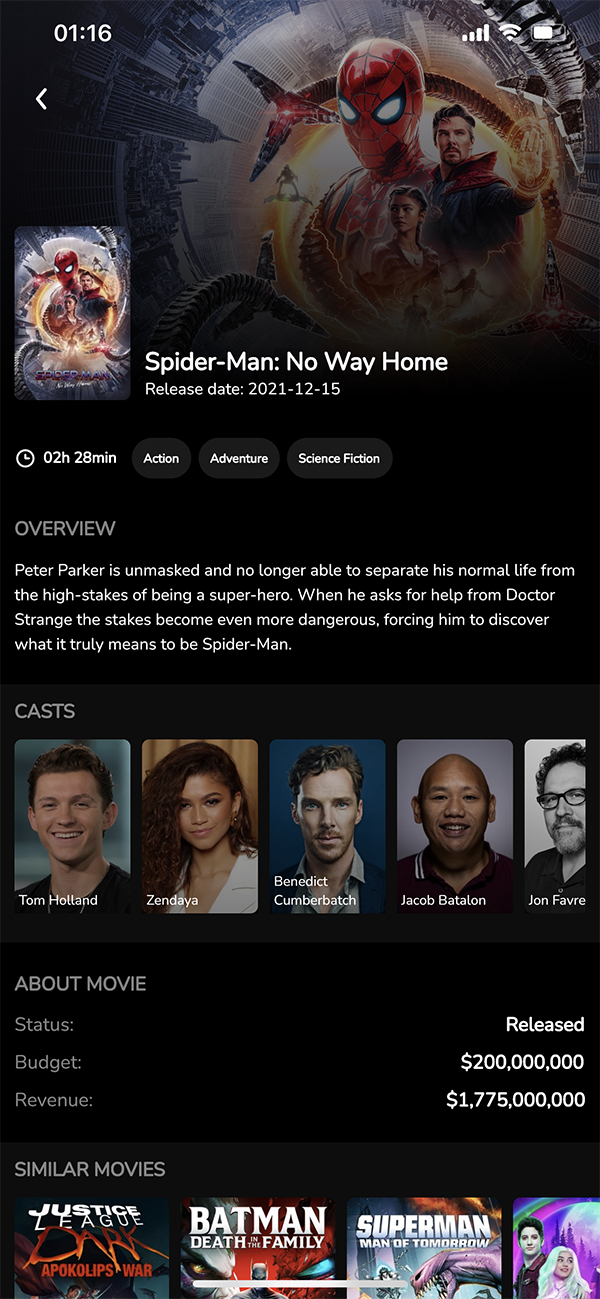 01:16
SPIDER-MAN
No Way Home
Spider-Man: No Way Home
Release date: 2021-12-15
02h 28min
Action
Adventure
Science Fiction
OVERVIEW
Peter Parker is unmasked and no longer able to separate his normal life from
the high-stakes of being a super-hero. When he asks for help from Doctor
Strange the stakes become even more dangerous, forcing him to discover
what it truly means to be Spider-Man.
CASTS
Tom Holland
Zendaya
Benedict
Cumberbatch
Jacob Batalon
Jon Favre
ABOUT MOVIE
Status:
Released
Budget:
$200,000,000
Revenue:
$1,775,000,000
SIMILAR MOVIES
JUSTICE
LEAGUE
DARK
APOKOLIPS WAR
BATMAN
DEATH IN THE FAMILY
SUPERMAN
MAN OF TOMORROW